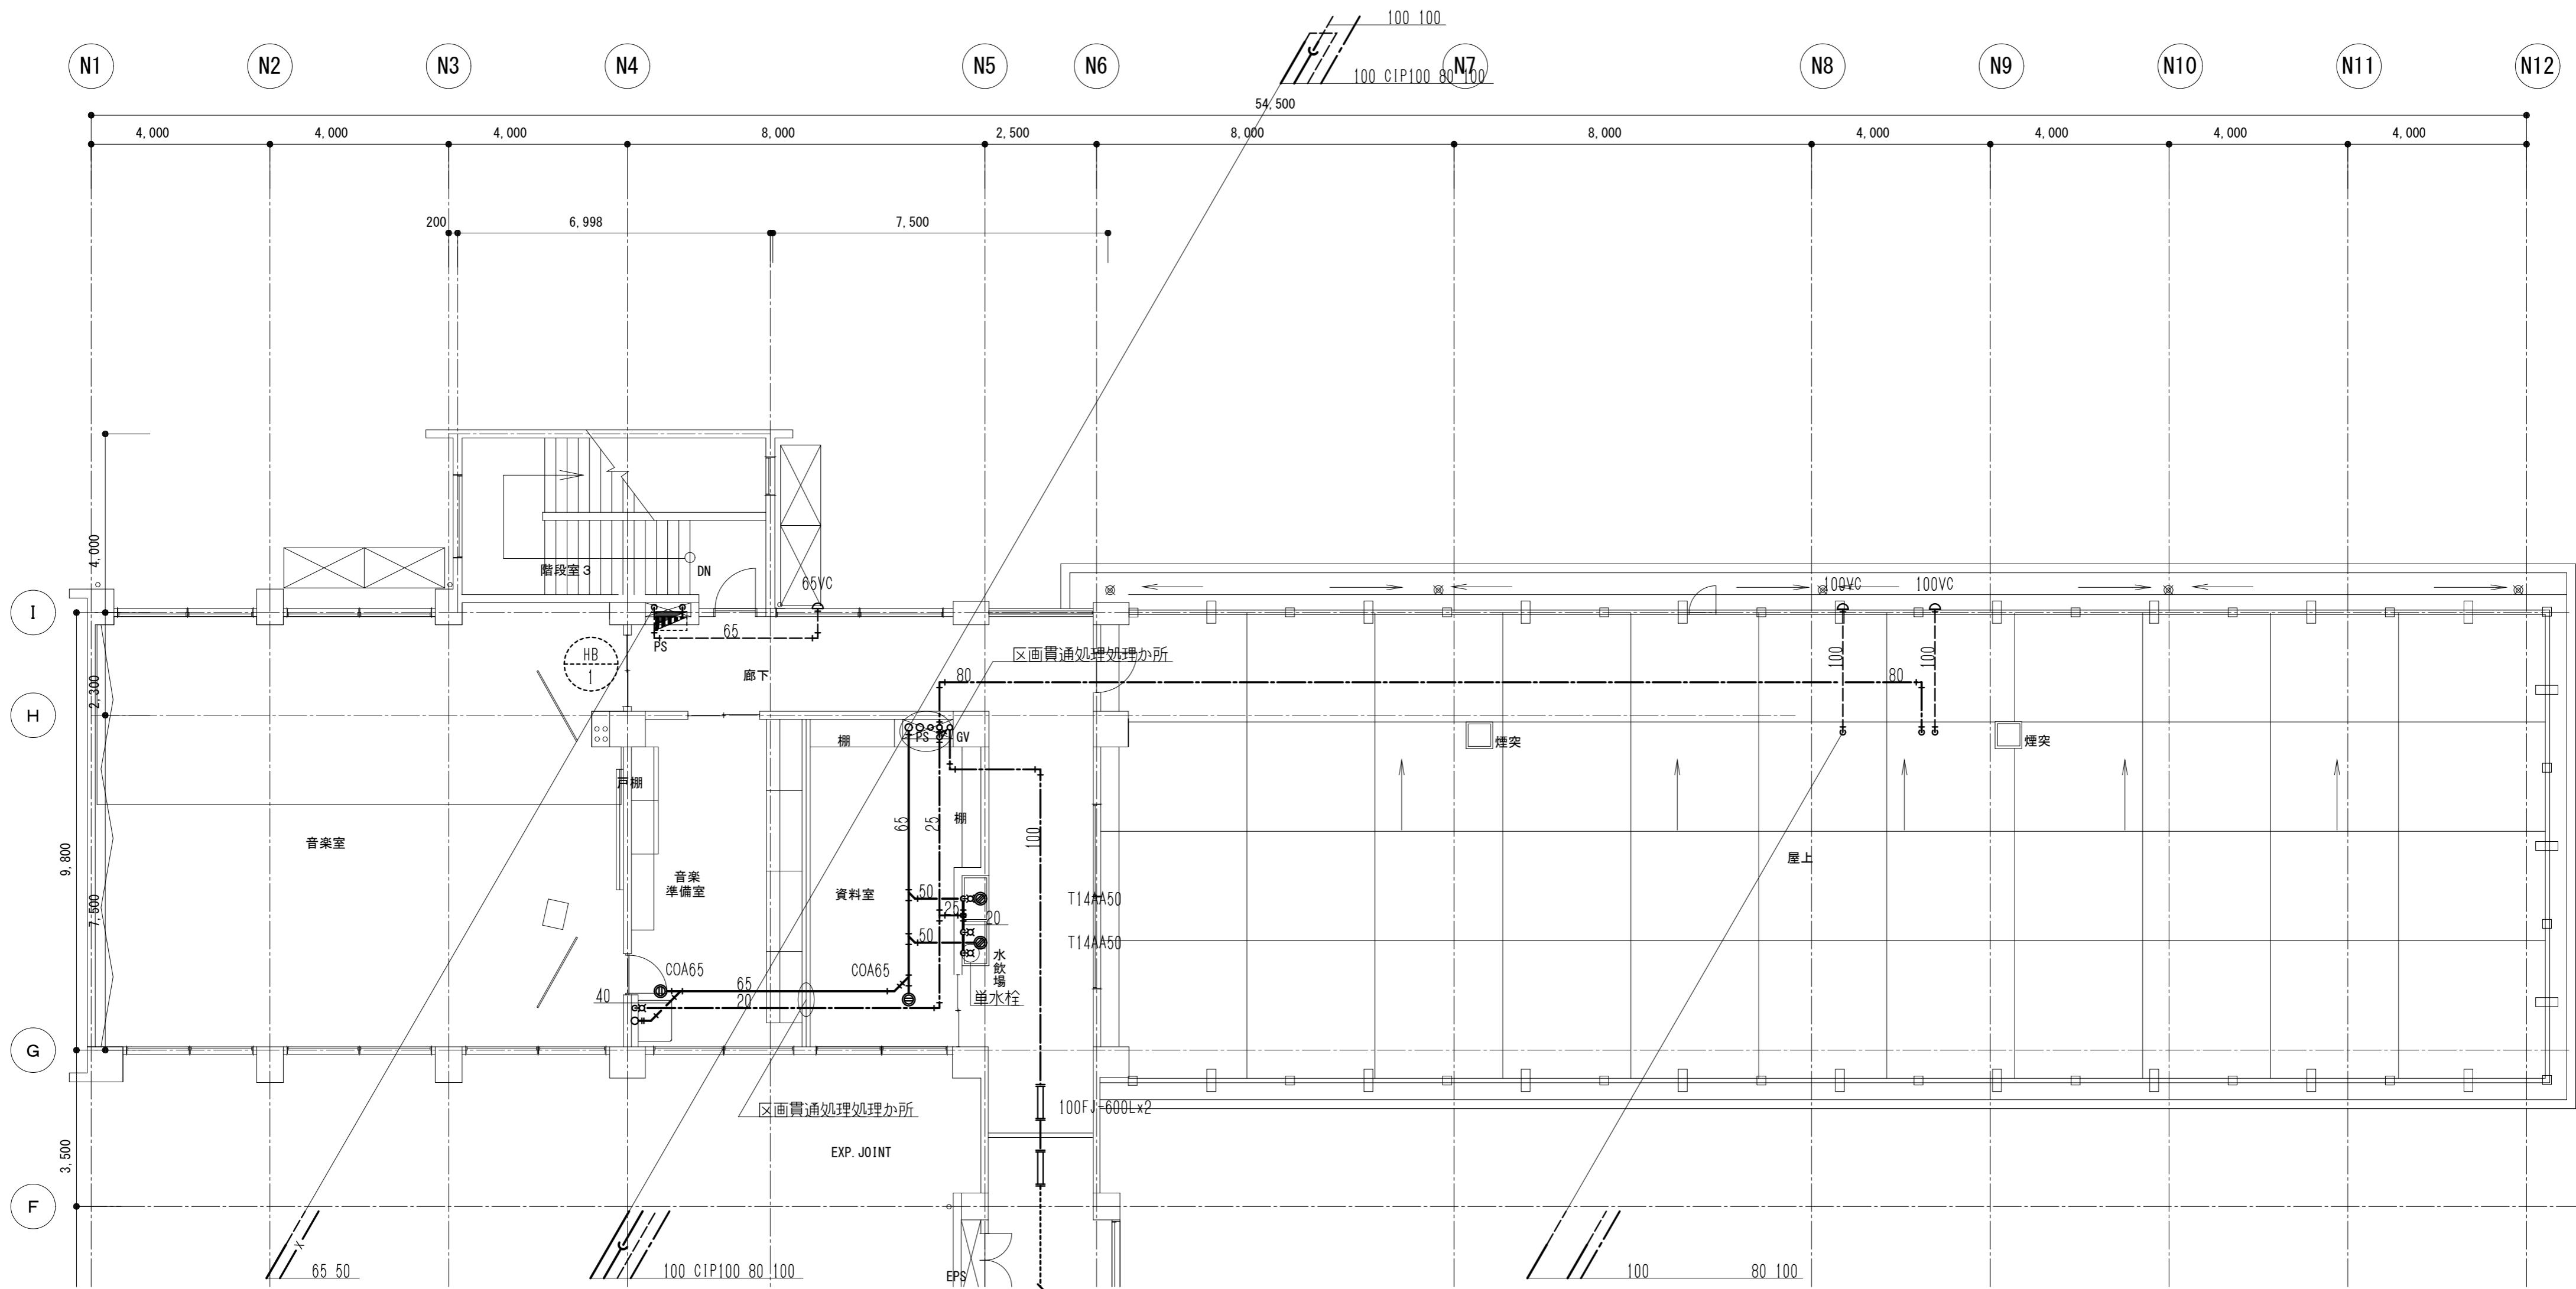 100 100
100 CIP100 80 100
N1 N2 N3 N4 N5 N6 N7 N8 N9 N10 N11 N12
54,500
4,000 4,000 4,000 8,000 2,500 8,000 8,000 4,000 4,000 4,000 4,000
200 6,998 7,500
4,000
階段室3
DN
65VC
100VC 100VC
I
65
PS
HB
1
2,300
廊下
区画貫通処理処理か所
80
80
100
100
H
棚
PS
GV
煙突
煙突
戸棚
65
25
棚
100
音楽室
9,800
7,500
音楽
準備室
資料室
屋上
50
25
20
T14AA50
50
T14AA50
水飲場
COA65
COA65
65
20
40
単水栓
G
区画貫通処理処理か所
100FJ-600Lx2
EXP.JOINT
3,500
F
65 50
100 CIP100 80 100
EPS
100 80 100